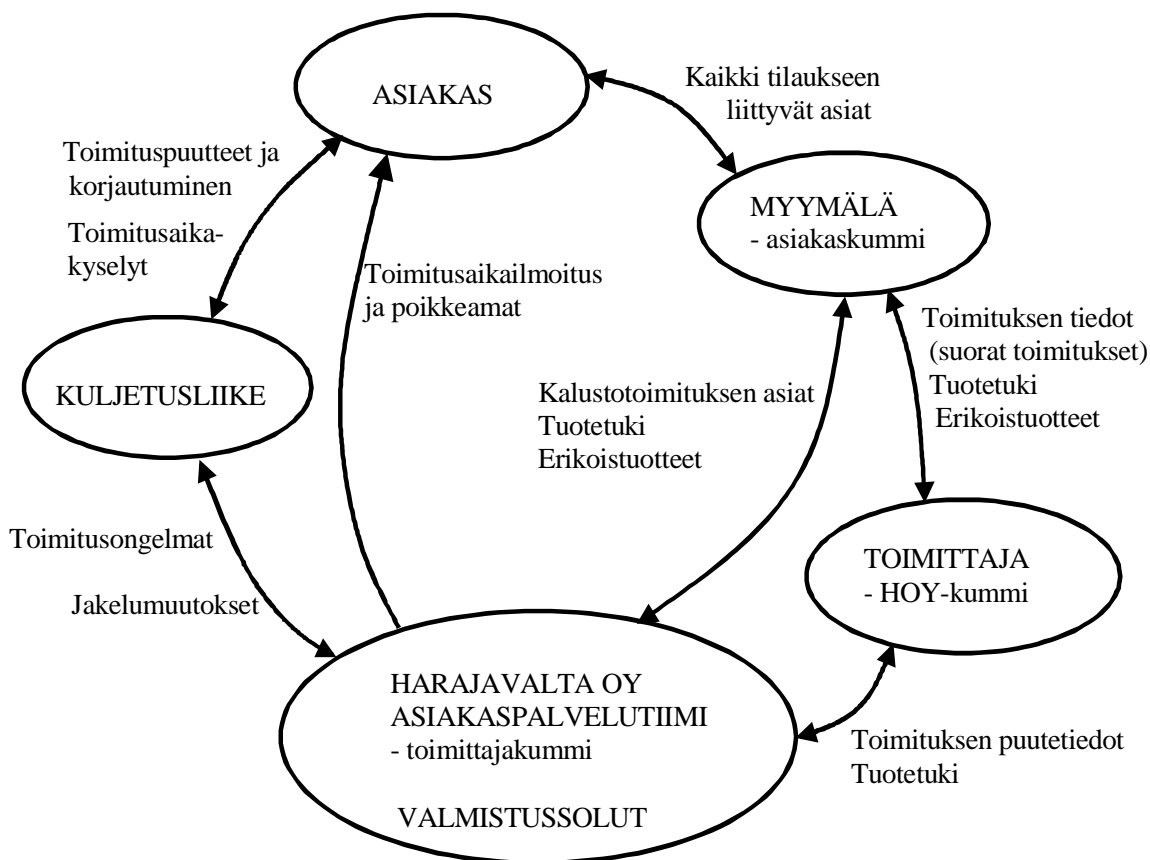 ASIAKAS
Kaikki tilaukseen
liittyvät asiat
Toimituspuutteet ja
korjautuminen
Toimitusaika-
kyselyt
MYYMÄLÄ
- asiakaskummi
Toimitusaikailmoitus
ja poikkeamat
Toimituksen tiedot
(suorat toimitukset)
Tuotetuki
Erikoistuotteet
KULJETUSLIIKE
Kalustotoimituksen asiat
Tuotetuki
Erikoistuotteet
Toimitusongelmat
Jakelumuutokset
TOIMITTAJA
- HOY-kummi
HARAJAVALTA OY
ASIAKASPALVELUTIIMI
- toimittajakummi
VALMISTUSSOLUT
Toimituksen puutetiedot
Tuotetuki